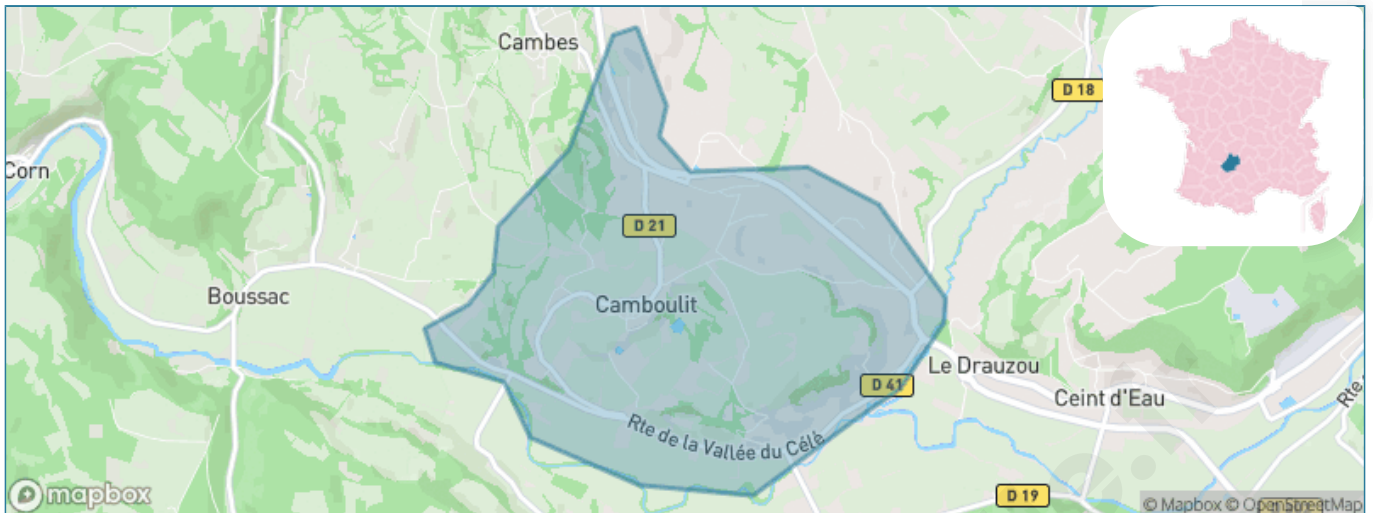 Cambes
D 18
Corn
D 21
Boussac
Camboulit
Le Drauzou
D 41
Ceint d'Eau
Rte
Rte de la Vallée du Célé
D 19
mapbox
© Mapbox © OpenStreetMap